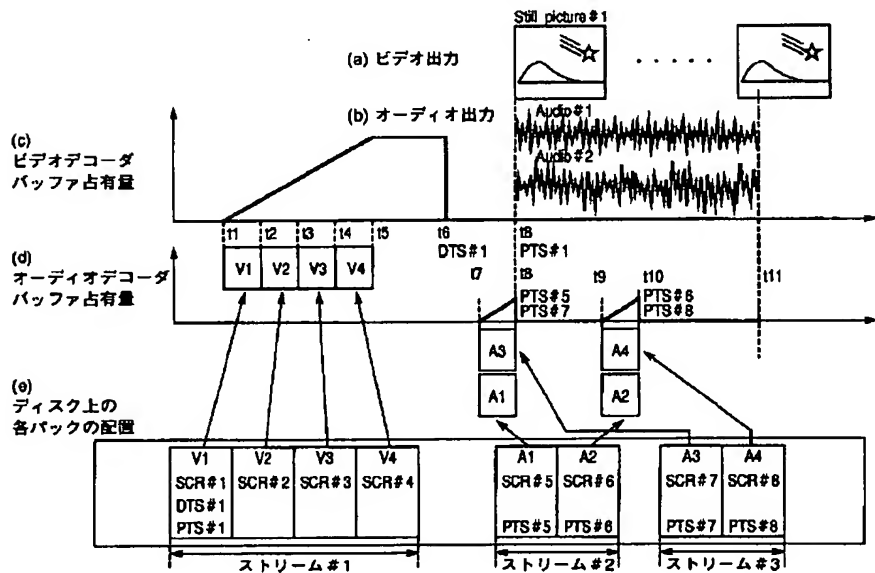 Still picture#1
(a) ビデオ出力
· · · · ·
(b) オーディオ出力
Audio#1
Audio#2
(c)
ビデオデコーダ
バッファ占有量
t1 t2 t3 t4 t5 t6 t8
DTS#1 PTS#1
V1 V2 V3 V4
(d)
オーディオデコーダ
バッファ占有量
t7 t8 t9 t10 t11
PTS#5
PTS#7
PTS#6
PTS#8
A3 A4
A1 A2
(e)
ディスク上の
各パックの配置
V1 V2 V3 V4 A1 A2 A3 A4
SCR#1 SCR#2 SCR#3 SCR#4 SCR#5 SCR#6 SCR#7 SCR#8
DTS#1
PTS#1 PTS#5 PTS#6 PTS#7 PTS#8
ストリーム#1 ストリーム#2 ストリーム#3